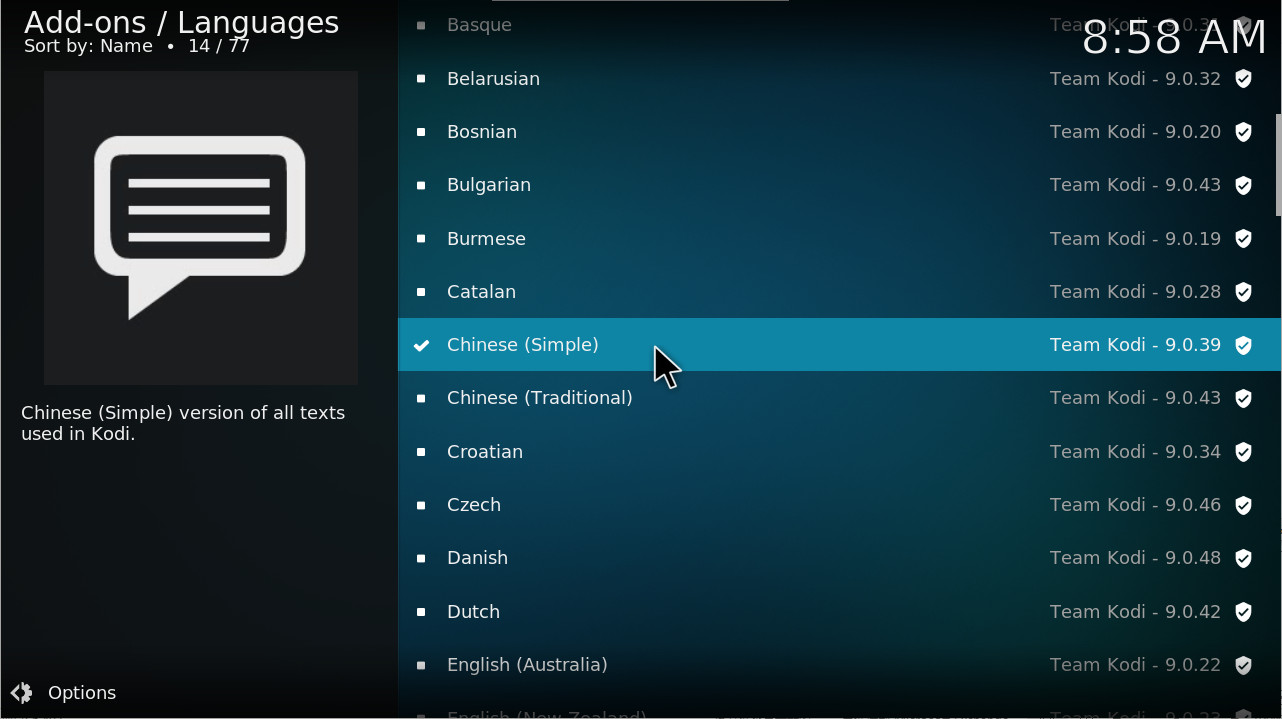 Add-ons / Languages
Sort by: Name • 14 / 77
8:58 AM
Basque
Belarusian Team Kodi - 9.0.32
Bosnian Team Kodi - 9.0.20
Bulgarian Team Kodi - 9.0.43
Burmese Team Kodi - 9.0.19
Catalan Team Kodi - 9.0.28
Chinese (Simple) Team Kodi - 9.0.39
Chinese (Traditional) Team Kodi - 9.0.43
Croatian Team Kodi - 9.0.34
Czech Team Kodi - 9.0.46
Danish Team Kodi - 9.0.48
Dutch Team Kodi - 9.0.42
English (Australia) Team Kodi - 9.0.22
English (New Zealand)
Chinese (Simple) version of all texts
used in Kodi.
Options